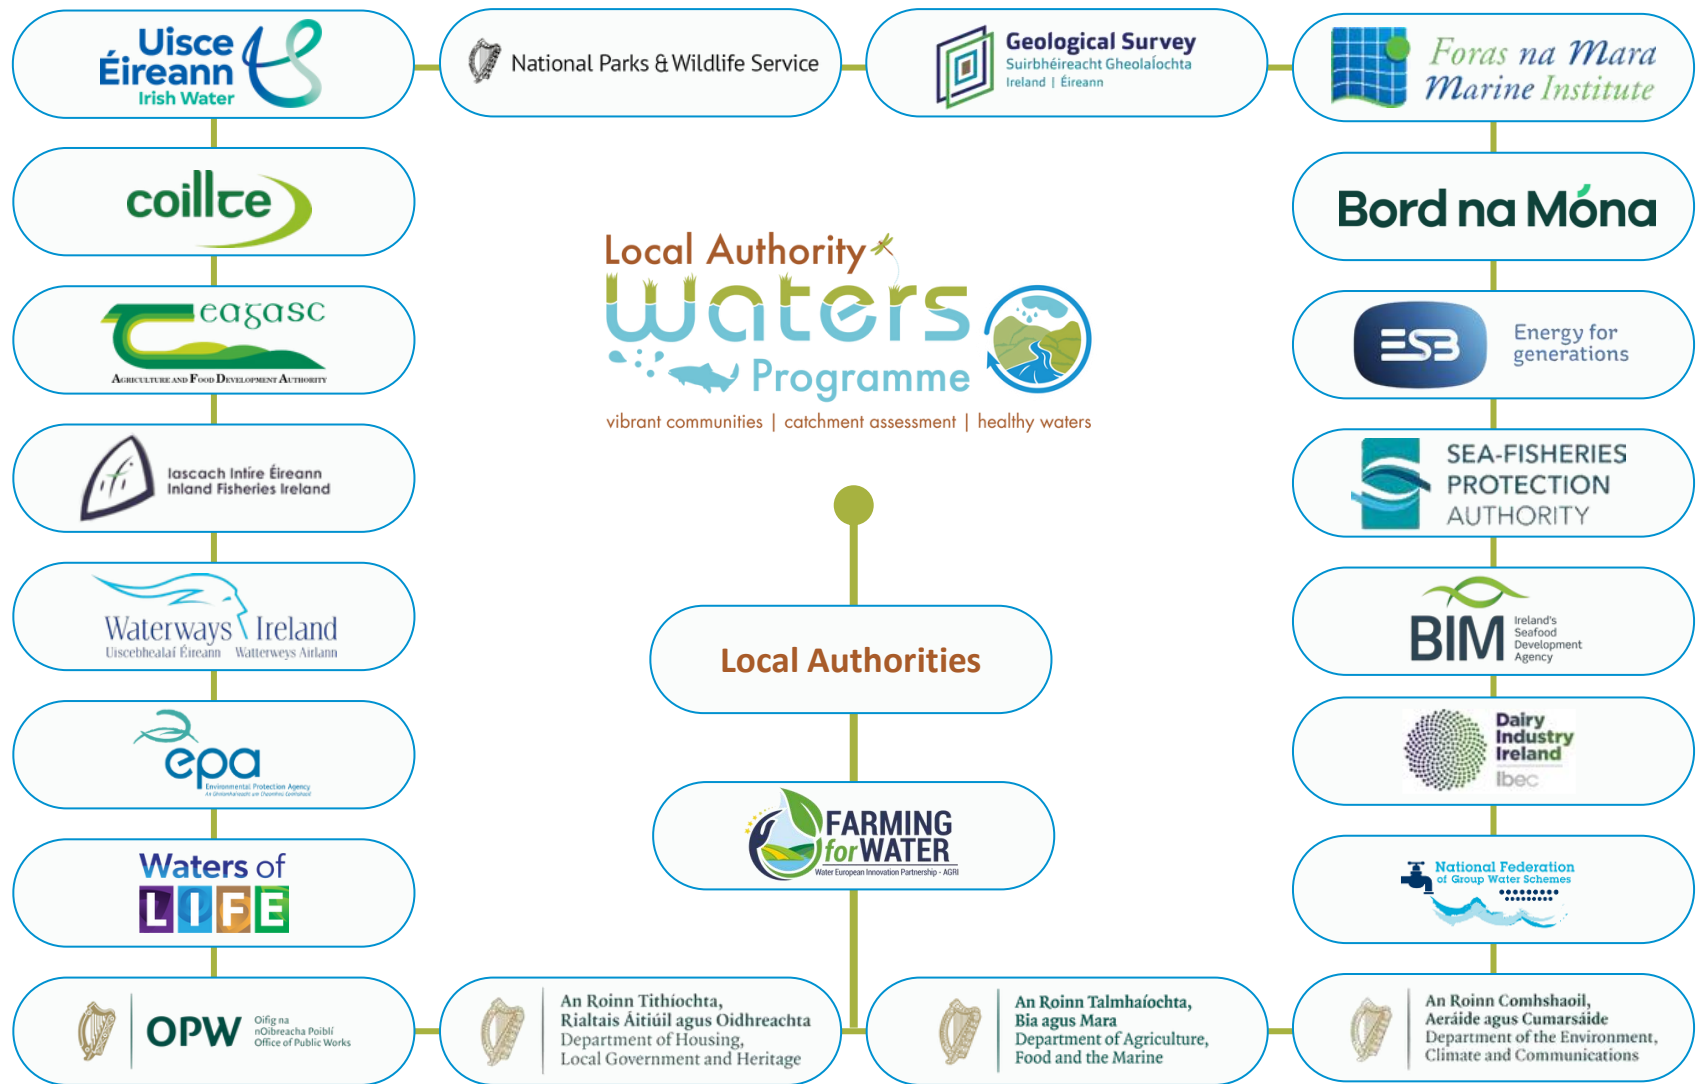 Uisce
Éireann
Irish Water
National Parks & Wildlife Service
Geological Survey
Suirbhéireacht Gheolaíochta
Ireland | Éireann
Foras na Mara
Marine Institute
coillte
Bord na Móna
Local Authority
waters
Programme
vibrant communities | catchment assessment | healthy waters
eagasc
AGRICULTURE AND FOOD DEVELOPMENT AUTHORITY
ESB
Energy for
generations
ifi
Iascach Intíre Éireann
Inland Fisheries Ireland
SEA-FISHERIES
PROTECTION
AUTHORITY
Waterways Ireland
Uiscebhealaí Éireann Watterweys Airlann
Local Authorities
BIM
Ireland's
Seafood
Development
Agency
epa
Environmental Protection Agency
An Ghníomhaireacht um Chaomhnú Comhshaoil
Dairy
Industry
Ireland
Ibec
FARMING
for WATER
Water European Innovation Partnership - AGRI
Waters of
LIFE
National Federation
of Group Water Schemes
OPW
Oifig na
nOibreacha Poiblí
Office of Public Works
An Roinn Tithíochta,
Rialtais Áitiúil agus Oidhreachta
Department of Housing,
Local Government and Heritage
An Roinn Talmhaíochta,
Bia agus Mara
Department of Agriculture,
Food and the Marine
An Roinn Comhshaoil,
Aeráide agus Cumarsáide
Department of the Environment,
Climate and Communications